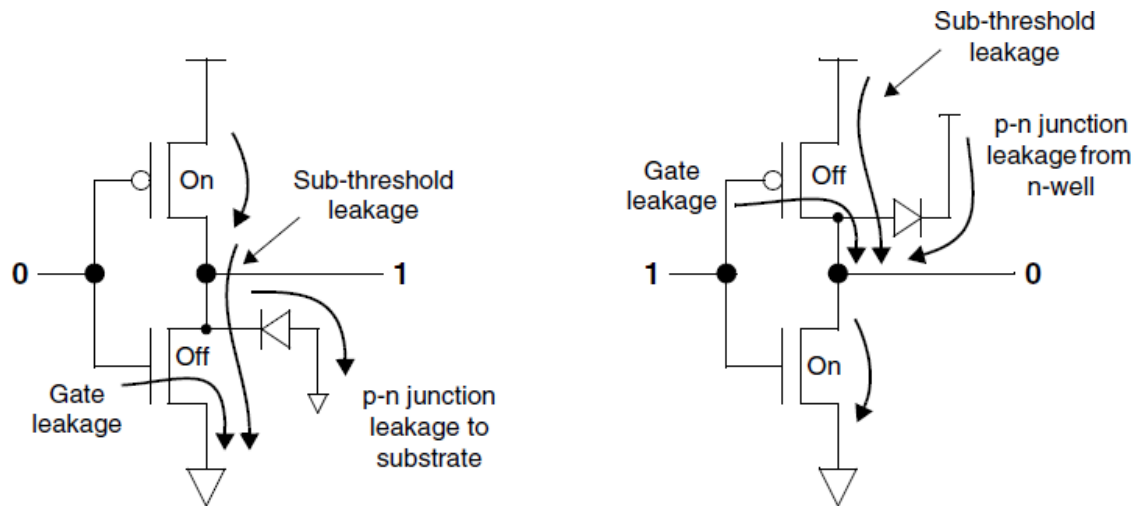 On
Sub-threshold
leakage
0
1
Off
Gate
leakage
p-n junction
leakage to
substrate
Sub-threshold
leakage
p-n junction
leakage from
n-well
Gate
leakage
Off
1
0
On